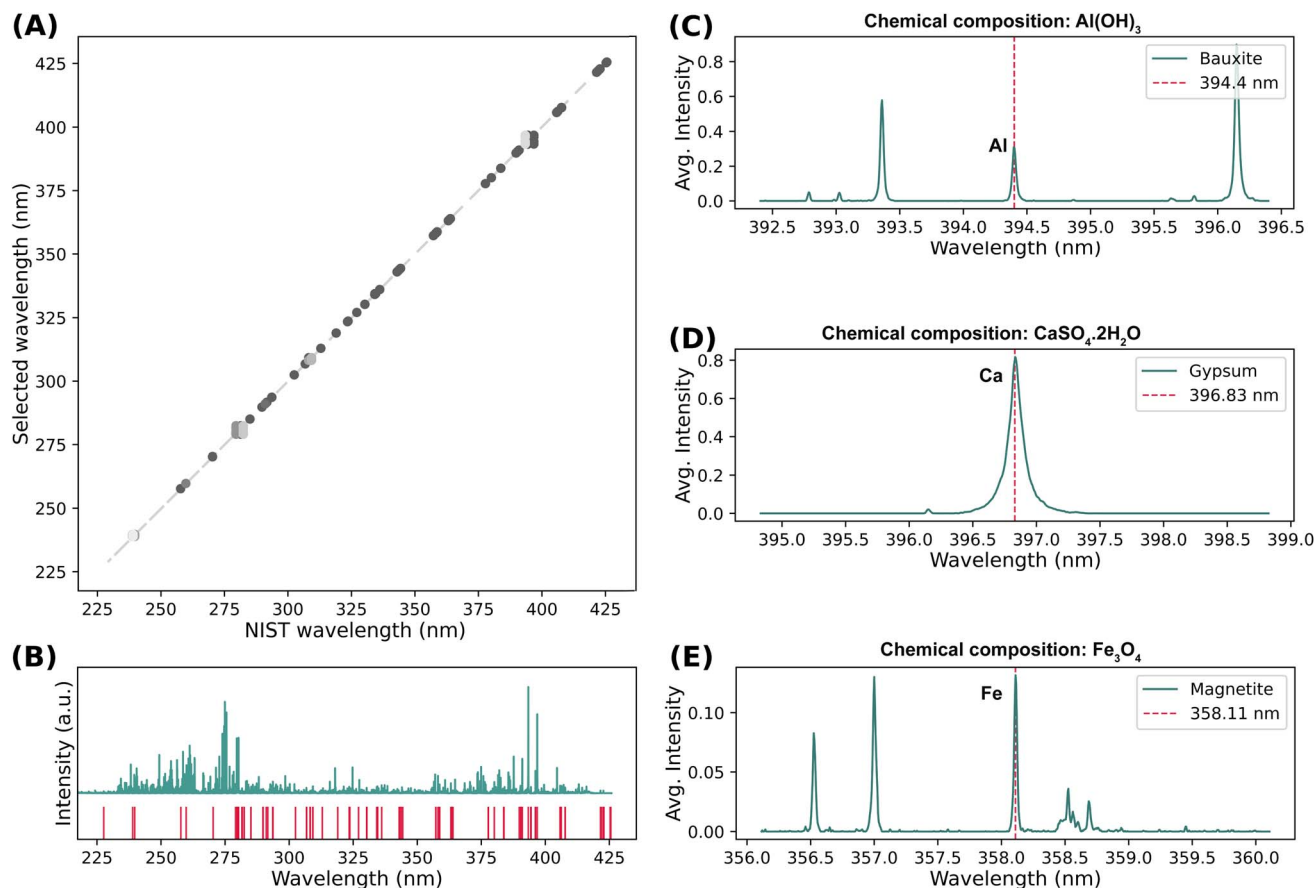 (A)
Selected wavelength (nm)
425
400
375
350
325
300
275
250
225
225 250 275 300 325 350 375 400 425
NIST wavelength (nm)
(B)
Intensity (a.u.)
225 250 275 300 325 350 375 400 425
Wavelength (nm)
(C)
Chemical composition: Al(OH)₃
Avg. Intensity
0.8
0.6
0.4
0.2
0.0
Al
Bauxite
394.4 nm
392.5 393.0 393.5 394.0 394.5 395.0 395.5 396.0 396.5
Wavelength (nm)
(D)
Chemical composition: CaSO₄.2H₂O
Avg. Intensity
0.8
0.6
0.4
0.2
0.0
Ca
Gypsum
396.83 nm
395.0 395.5 396.0 396.5 397.0 397.5 398.0 398.5 399.0
Wavelength (nm)
(E)
Chemical composition: Fe₃O₄
Avg. Intensity
0.10
0.05
0.00
Fe
Magnetite
358.11 nm
356.0 356.5 357.0 357.5 358.0 358.5 359.0 359.5 360.0
Wavelength (nm)